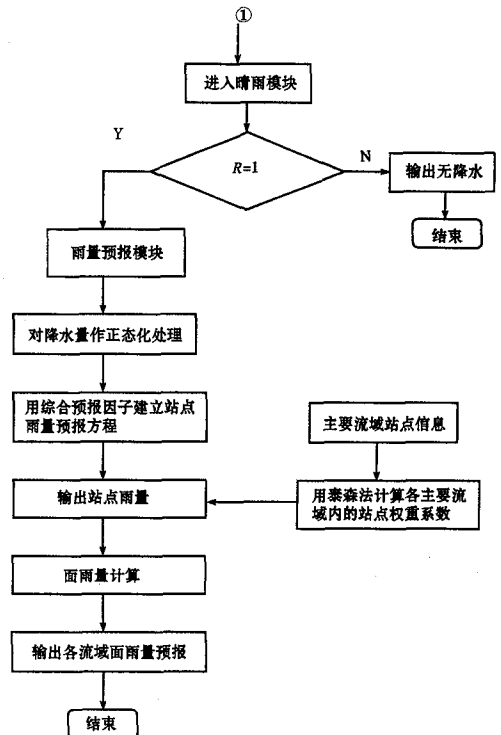 ①
进入晴雨模块
Y
R=1
N
输出无降水
结束
雨量预报模块
对降水量作正态化处理
用综合预报因子建立站点
雨量预报方程
主要流域站点信息
输出站点雨量
用泰森法计算各主要流
域内的站点权重系数
面雨量计算
输出各流域面雨量预报
结束